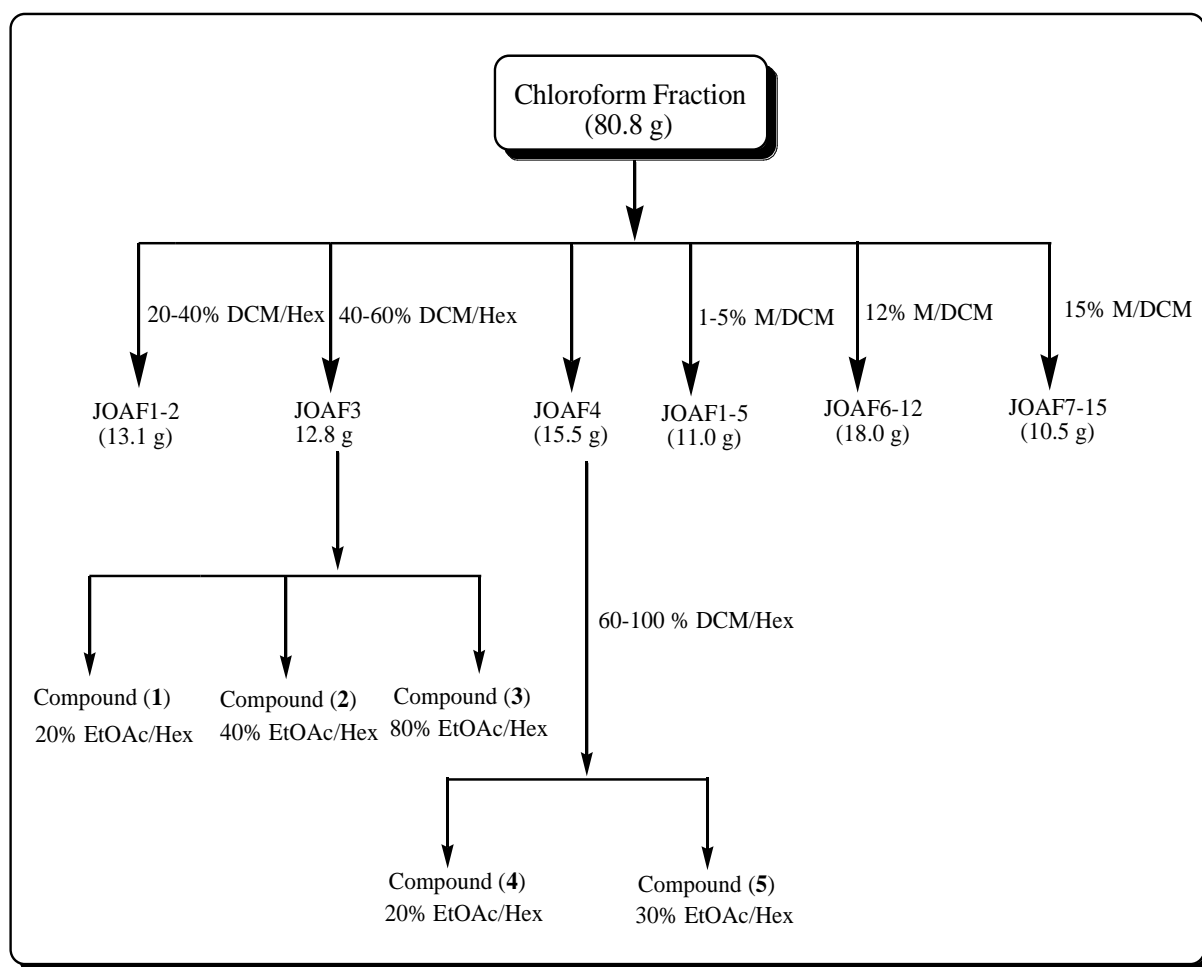 Chloroform Fraction
(80.8 g)
20-40% DCM/Hex
40-60% DCM/Hex
1-5% M/DCM
12% M/DCM
15% M/DCM
JOAF1-2
(13.1 g)
JOAF3
12.8 g
JOAF4
(15.5 g)
JOAF1-5
(11.0 g)
JOAF6-12
(18.0 g)
JOAF7-15
(10.5 g)
60-100 % DCM/Hex
Compound (1)
20% EtOAc/Hex
Compound (2)
40% EtOAc/Hex
Compound (3)
80% EtOAc/Hex
Compound (4)
20% EtOAc/Hex
Compound (5)
30% EtOAc/Hex